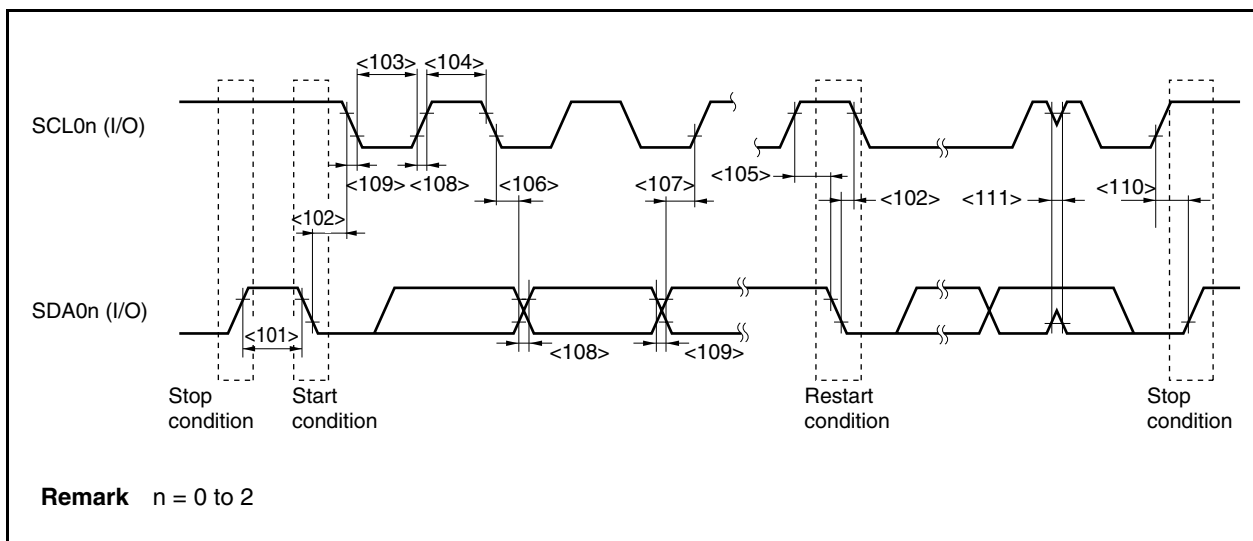 <103> <104>
SCL0n (I/O)
<109> <108> <106> <107> <105> <102> <111> <110>
<102>
SDA0n (I/O)
<101> <108> <109>
Stop condition
Start condition
Restart condition
Stop condition
Remark n = 0 to 2